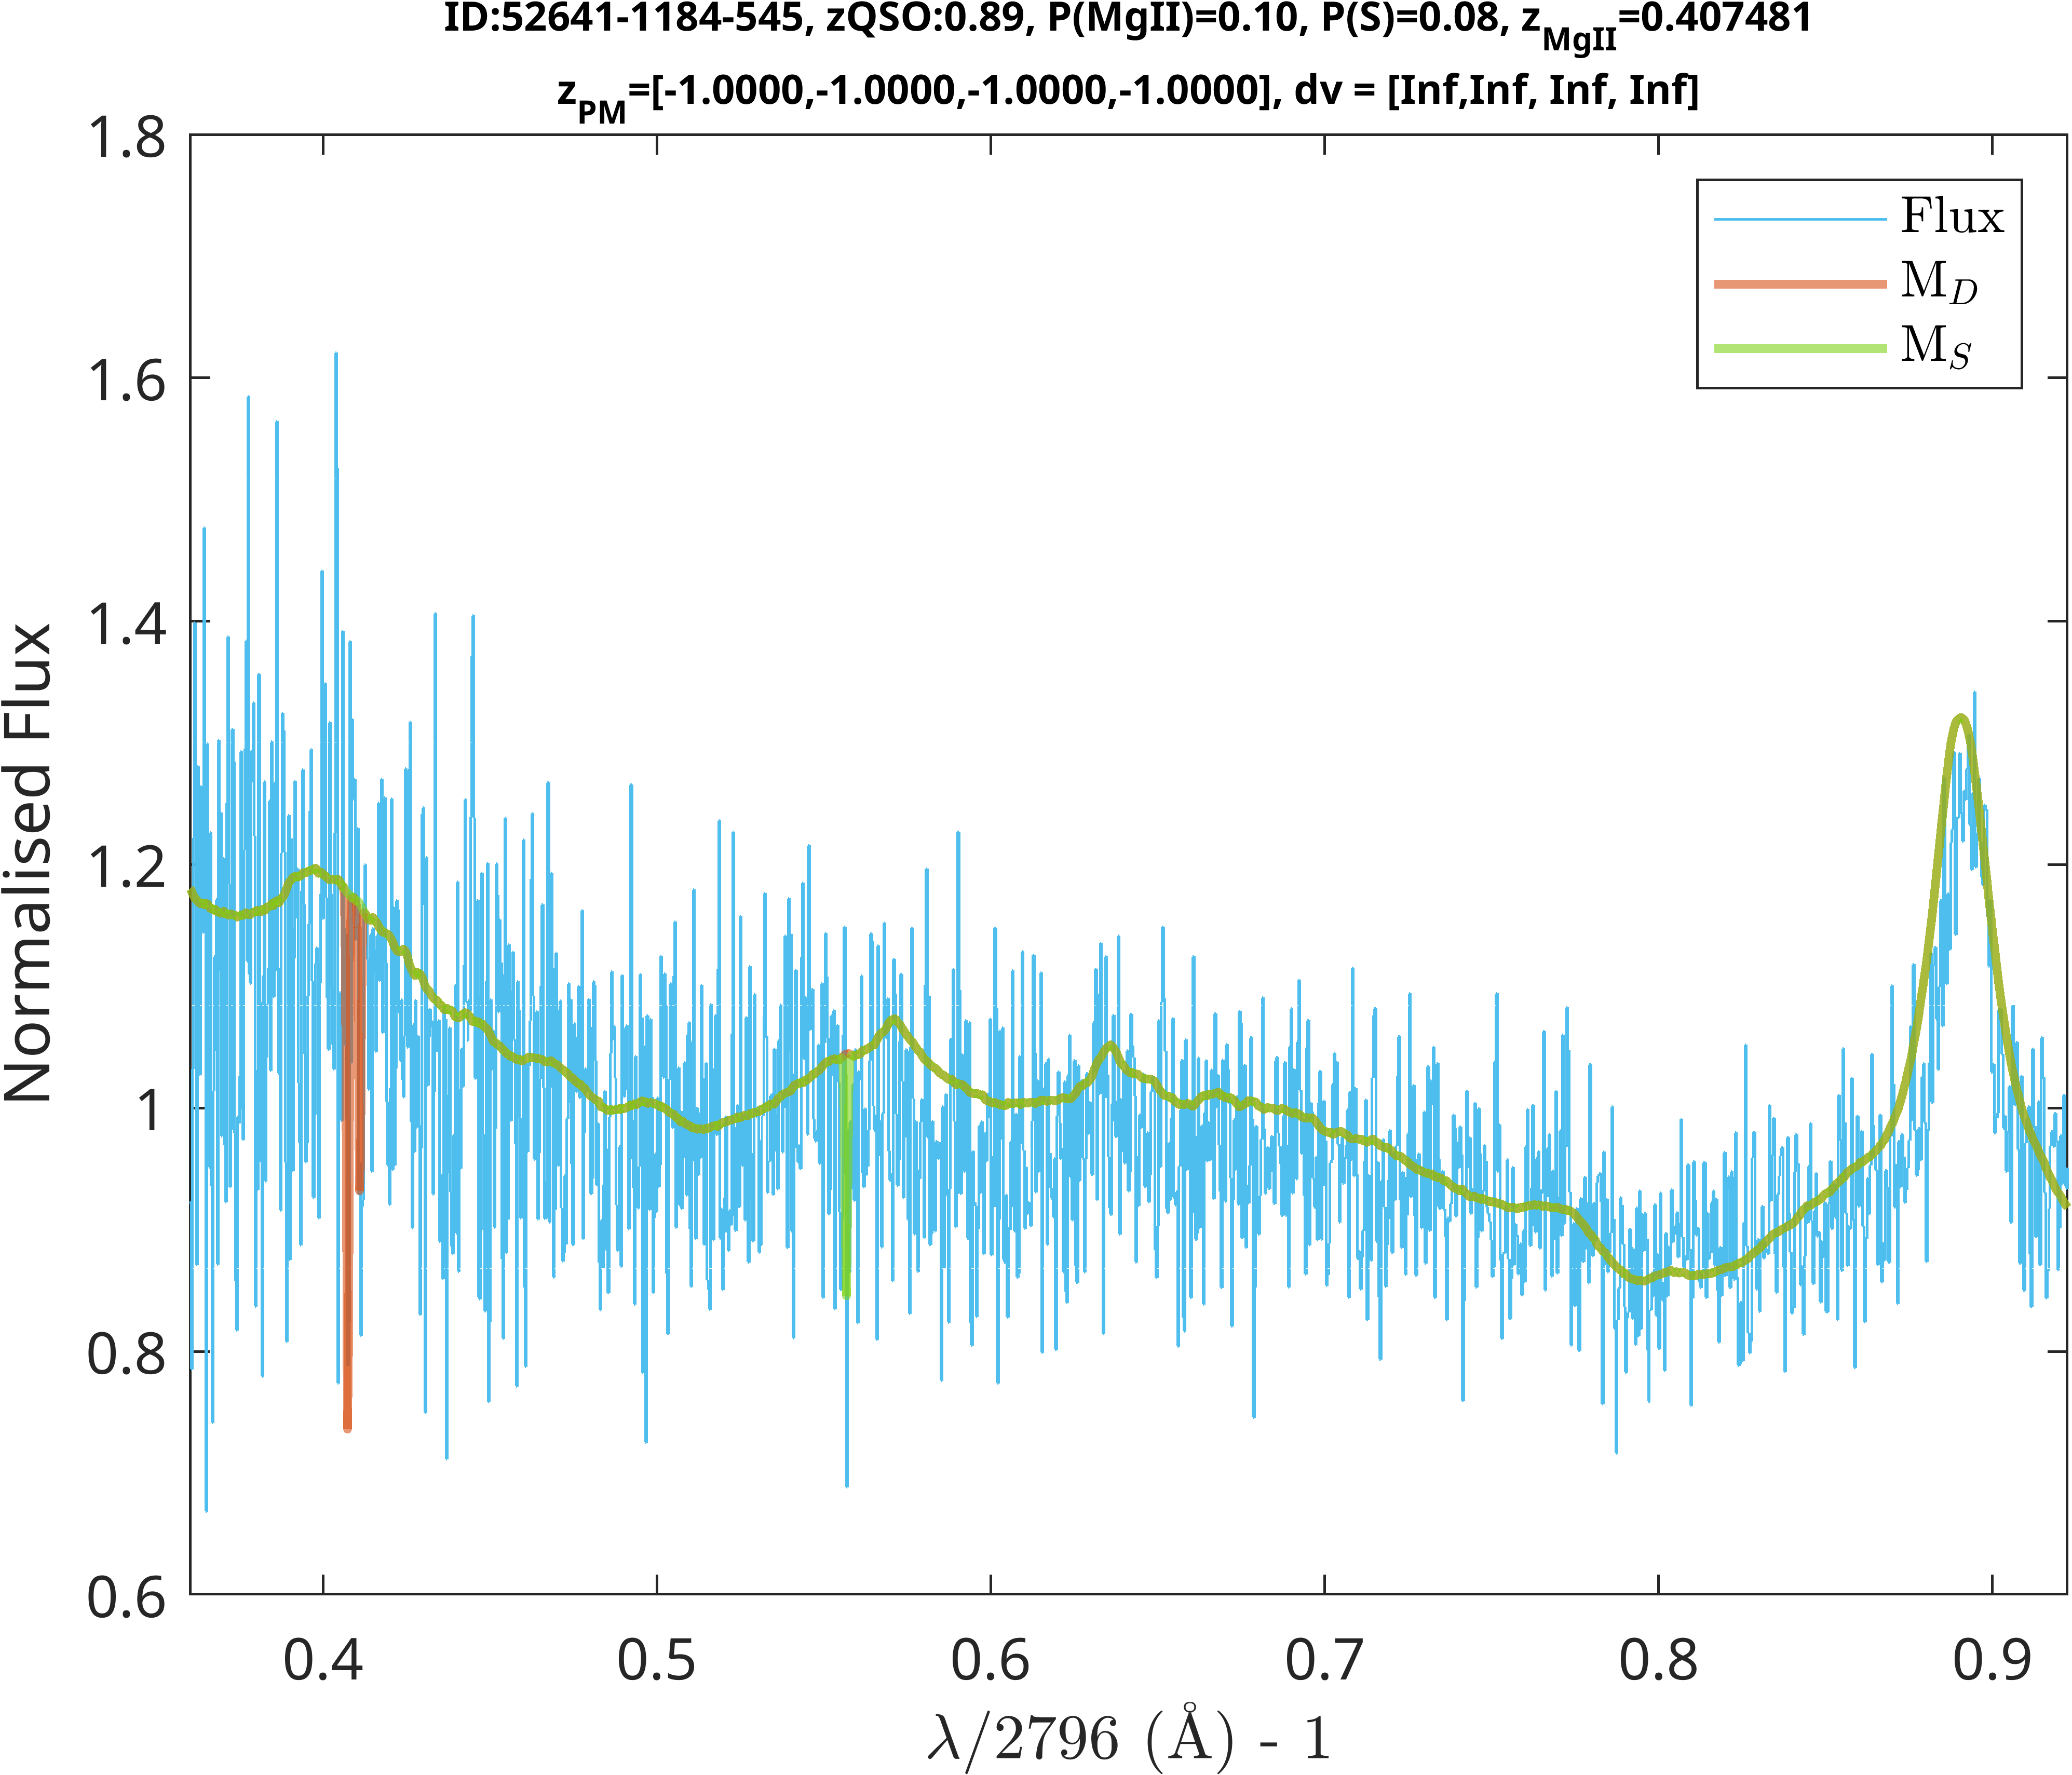 ID:52641-1184-545, zQSO:0.89, P(MgII)=0.10, P(S)=0.08, zMgII=0.407481
zPM=[-1.0000,-1.0000,-1.0000,-1.0000], dv = [Inf,Inf, Inf, Inf]
1.8
1.6
1.4
1.2
1
0.8
0.6
Normalised Flux
Flux
MD
MS
0.4 0.5 0.6 0.7 0.8 0.9
λ/2796 (Å) - 1